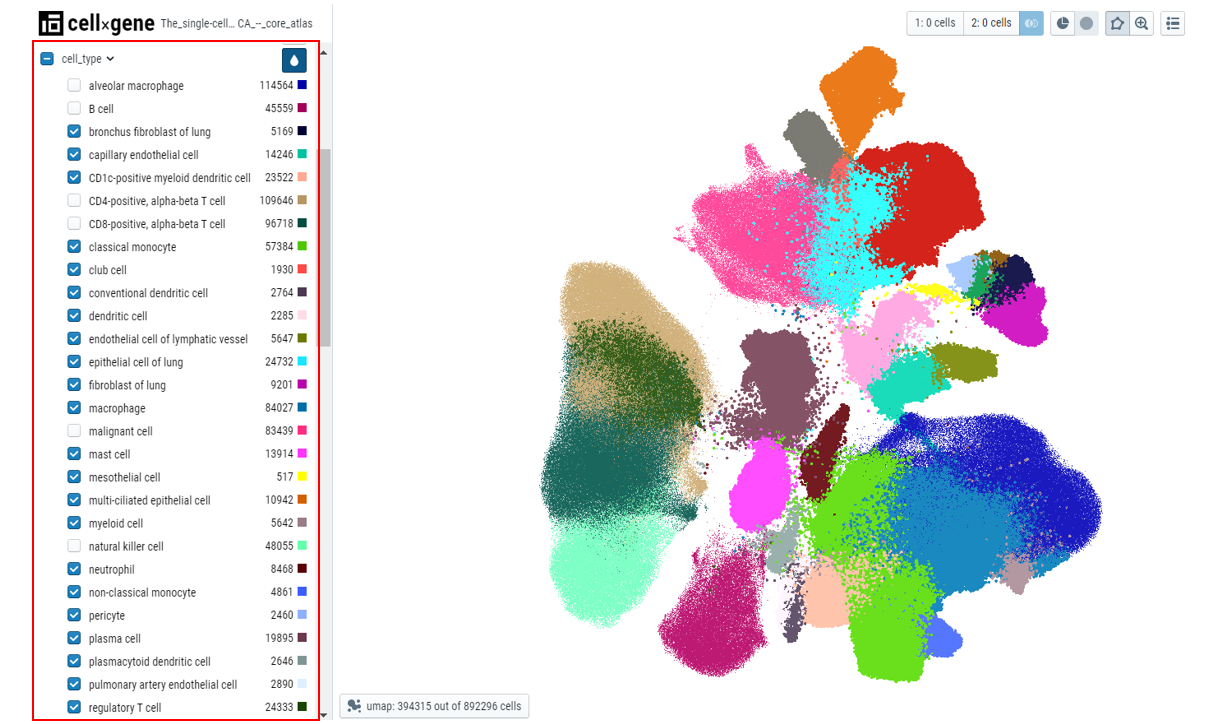 cell×gene The_single-cell... CA_--_core_atlas
1: 0 cells 2: 0 cells
cell_type
alveolar macrophage 114564
B cell 45559
bronchus fibroblast of lung 5169
capillary endothelial cell 14246
CD1c-positive myeloid dendritic cell 23522
CD4-positive, alpha-beta T cell 109646
CD8-positive, alpha-beta T cell 96718
classical monocyte 57384
club cell 1930
conventional dendritic cell 2764
dendritic cell 2285
endothelial cell of lymphatic vessel 5647
epithelial cell of lung 24732
fibroblast of lung 9201
macrophage 84027
malignant cell 83439
mast cell 13914
mesothelial cell 517
multi-ciliated epithelial cell 10942
myeloid cell 5642
natural killer cell 48055
neutrophil 8468
non-classical monocyte 4861
pericyte 2460
plasma cell 19895
plasmacytoid dendritic cell 2646
pulmonary artery endothelial cell 2890
regulatory T cell 24333
umap: 394315 out of 892296 cells